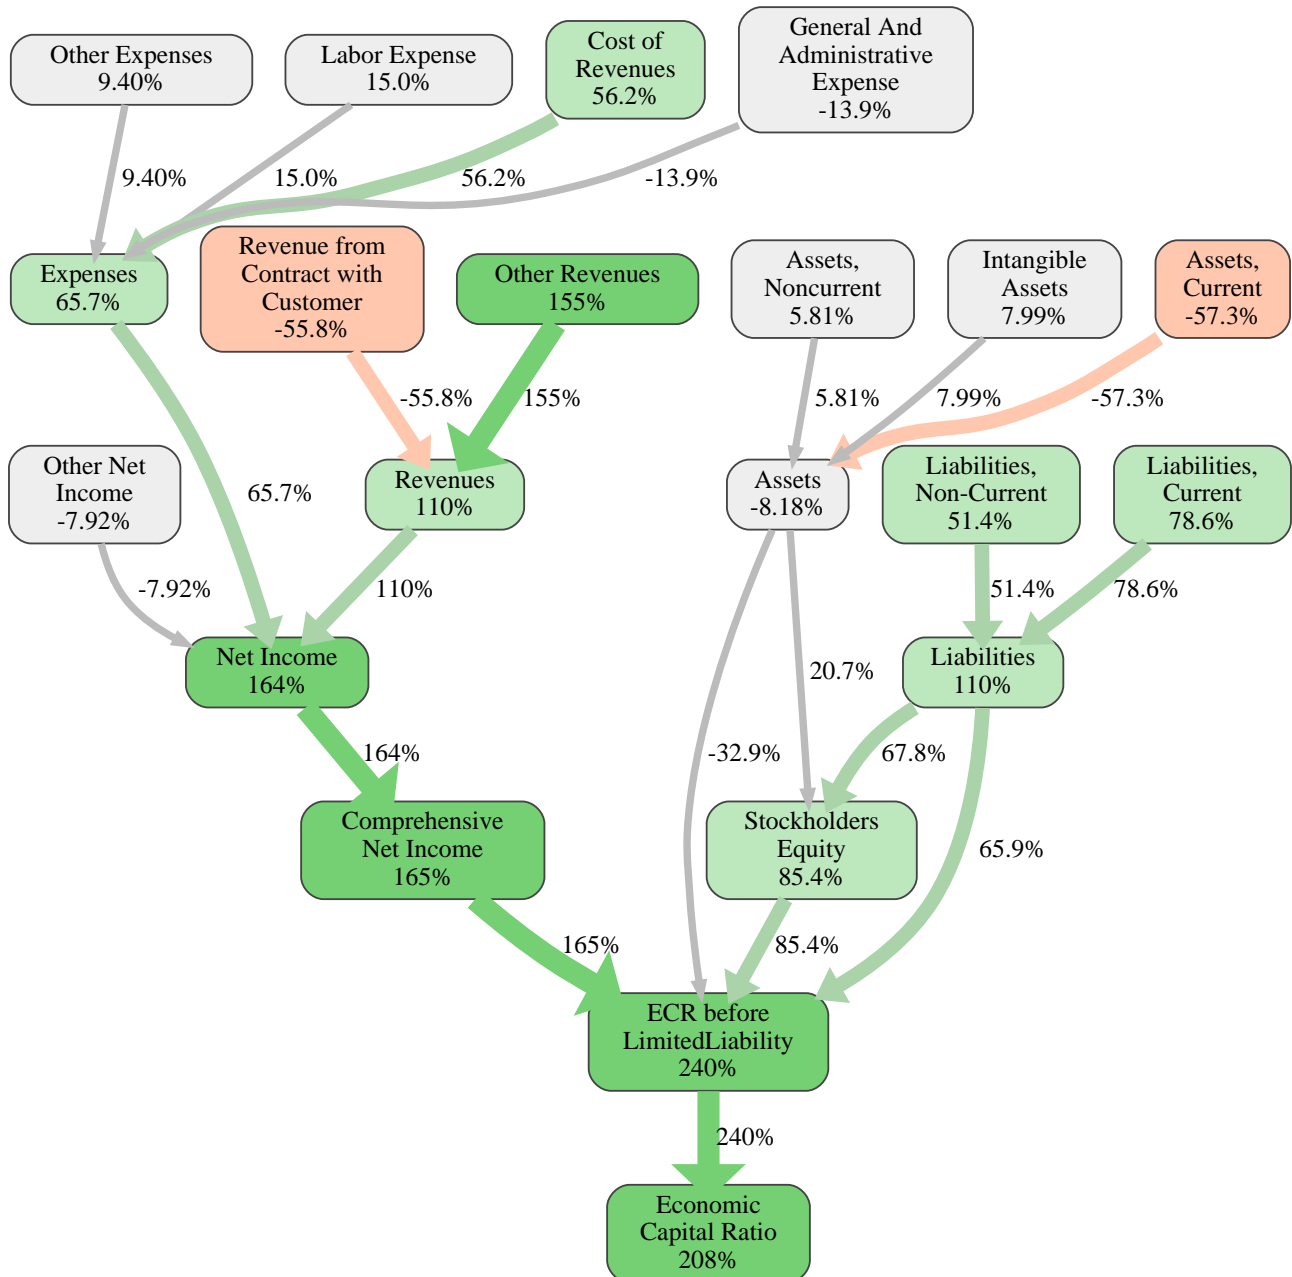 Other Expenses
9.40%
Labor Expense
15.0%
Cost of
Revenues
56.2%
General And
Administrative
Expense
-13.9%
9.40%
15.0%
56.2%
-13.9%
Expenses
65.7%
Revenue from
Contract with
Customer
-55.8%
Other Revenues
155%
Assets,
Noncurrent
5.81%
Intangible
Assets
7.99%
Assets,
Current
-57.3%
-55.8%
155%
5.81%
7.99%
-57.3%
Other Net
Income
-7.92%
65.7%
Revenues
110%
Assets
-8.18%
Liabilities,
Non-Current
51.4%
Liabilities,
Current
78.6%
-7.92%
110%
51.4%
78.6%
Net Income
164%
20.7%
Liabilities
110%
164%
-32.9%
67.8%
Comprehensive
Net Income
165%
Stockholders
Equity
85.4%
65.9%
165%
85.4%
ECR before
LimitedLiability
240%
240%
Economic
Capital Ratio
208%